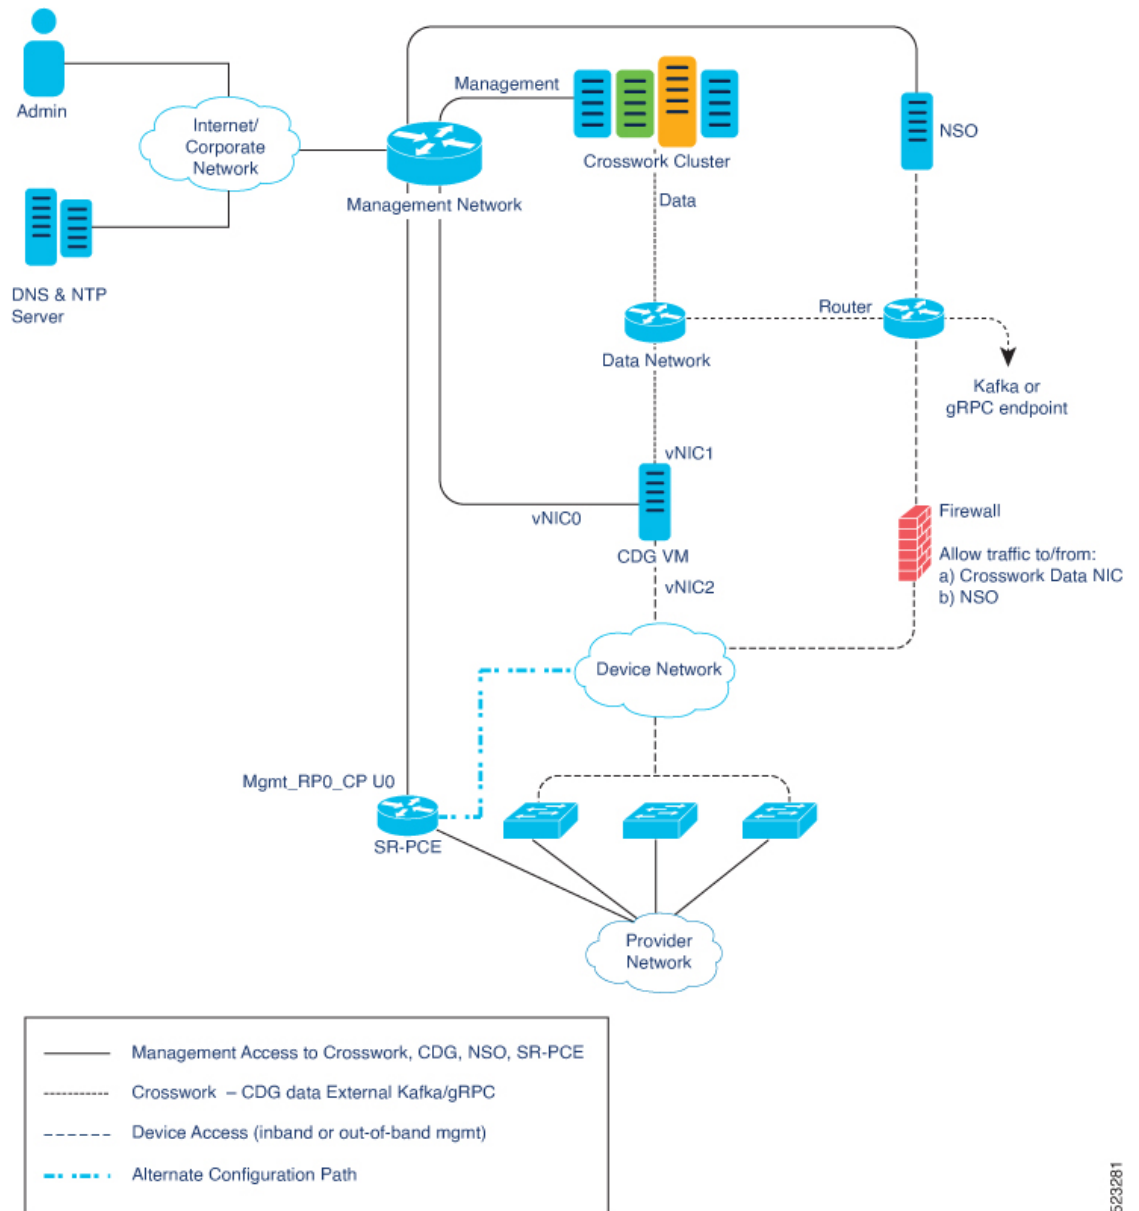 Admin
Internet/
Corporate
Network
DNS & NTP
Server
Management
Management Network
Crosswork Cluster
NSO
Data
Router
Data Network
Kafka or
gRPC endpoint
vNIC1
vNIC0
CDG VM
vNIC2
Firewall
Allow traffic to/from:
a) Crosswork Data NIC
b) NSO
Device Network
Mgmt_RP0_CP U0
SR-PCE
Provider
Network
Management Access to Crosswork, CDG, NSO, SR-PCE
Crosswork – CDG data External Kafka/gRPC
Device Access (inband or out-of-band mgmt)
Alternate Configuration Path
523281